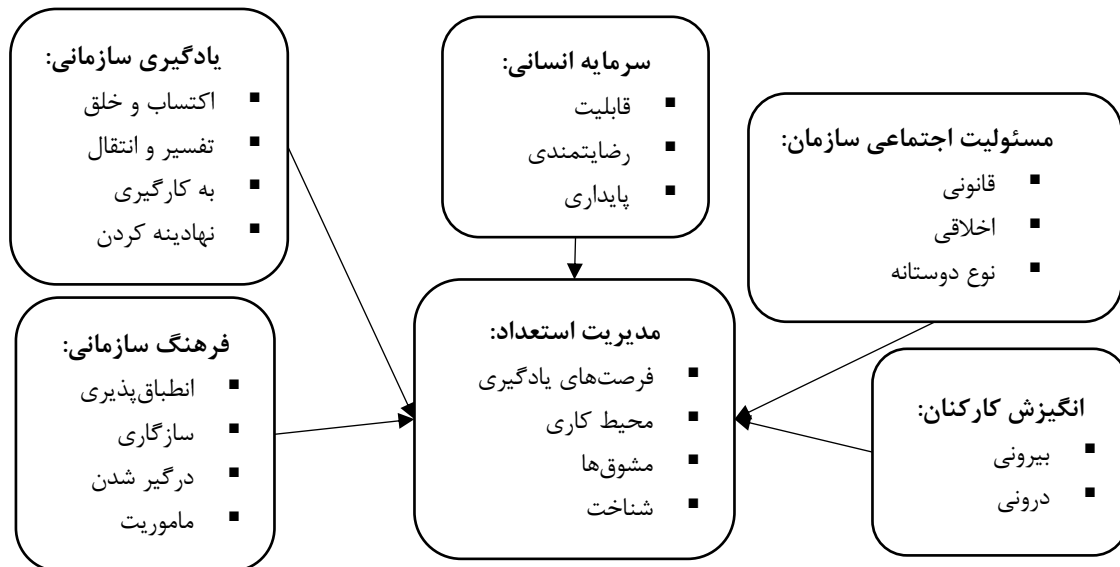 یادگیری سازمانی:
▪ اکتساب و خلق
▪ تفسیر و انتقال
▪ به کارگیری
▪ نهادینه کردن
سرمایه انسانی:
▪ قابلیت
▪ رضایتمندی
▪ پایداری
مسئولیت اجتماعی سازمان:
▪ قانونی
▪ اخلاقی
▪ نوع دوستانه
فرهنگ سازمانی:
▪ انطباق‌پذیری
▪ سازگاری
▪ درگیر شدن
▪ ماموریت
مدیریت استعداد:
▪ فرصت‌های یادگیری
▪ محیط کاری
▪ مشوق‌ها
▪ شناخت
انگیزش کارکنان:
▪ بیرونی
▪ درونی